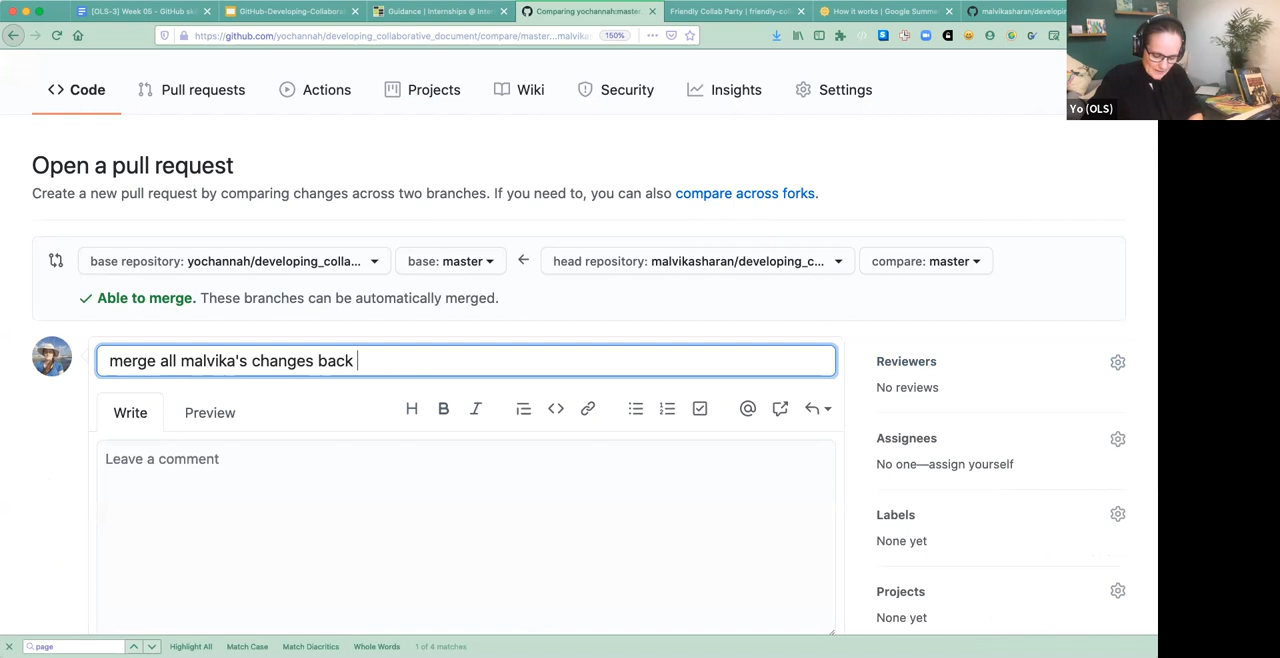 [OLS-3] Week 05 - GitHub sk
GitHub-Developing-Collabora
Guidance | Internships @ Inter
Comparing yochannah:master
Friendly Collab Party | friendly-col
How it works | Google Summe
malvikasharan/developin
https://github.com/yochannah/developing_collaborative_document/compare/master...malvika
150%
Yo (OLS)
Code
Pull requests
Actions
Projects
Wiki
Security
Insights
Settings
Open a pull request
Create a new pull request by comparing changes across two branches. If you need to, you can also compare across forks.
base repository: yochannah/developing_colla...
base: master
head repository: malvikasharan/developing_c...
compare: master
Able to merge. These branches can be automatically merged.
merge all malvika's changes back
Write
Preview
Leave a comment
Reviewers
No reviews
Assignees
No one—assign yourself
Labels
None yet
Projects
None yet
page
Highlight All
Match Case
Match Diacritics
Whole Words
1 of 4 matches